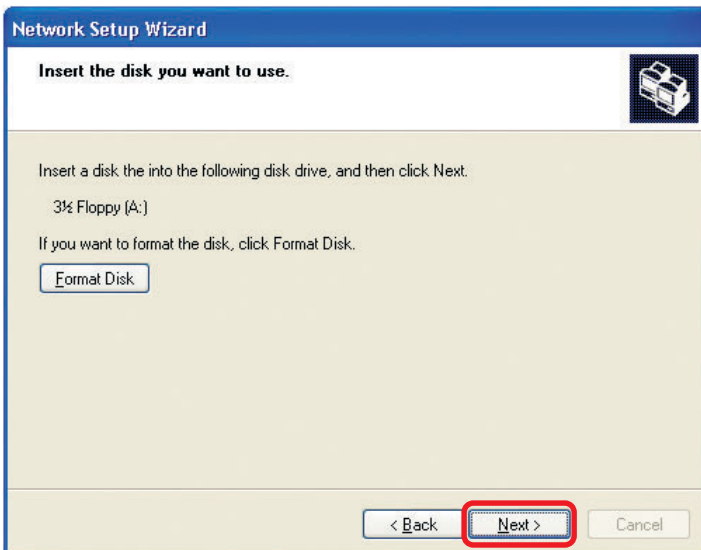 Network Setup Wizard
Insert the disk you want to use.
Insert a disk the into the following disk drive, and then click Next.
3½ Floppy (A:)
If you want to format the disk, click Format Disk.
Format Disk
< Back Next > Cancel